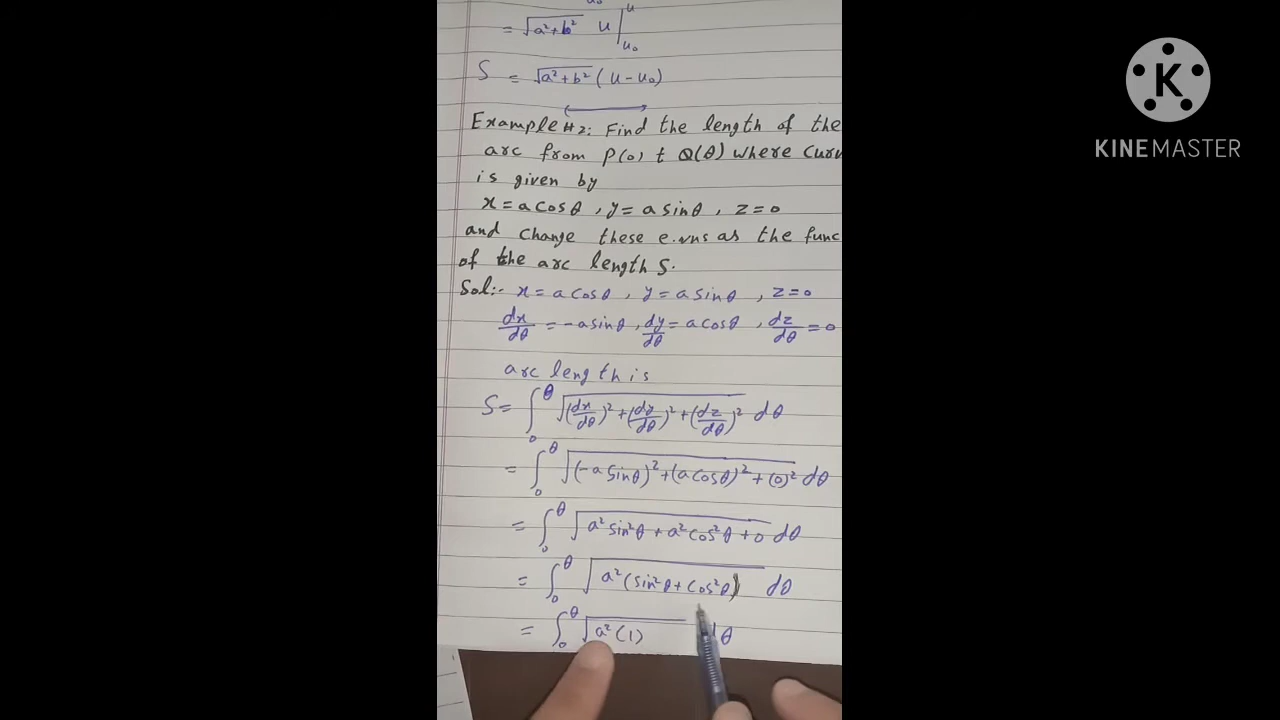 = √a²+b² u |
u
u₀
S = √a²+b² (u-u₀)
Example #2: Find the length of the
arc from P(0) t Q(θ) where Curv
is given by
x = a cosθ , y = a sinθ , z = 0
and change these e.wns as the func
of the arc length S.
Sol:- x = a cosθ , y = a sinθ , z = 0
dx/dθ = -a sinθ , dy/dθ = a cosθ , dz/dθ = 0
arc length is
S = ∫₀^θ √(dx/dθ)² + (dy/dθ)² + (dz/dθ)² dθ
= ∫₀^θ √(-a sinθ)² + (a cosθ)² + (0)² dθ
= ∫₀^θ √a² sin²θ + a² cos²θ + 0 dθ
= ∫₀^θ √a² (sin²θ + cos²θ) dθ
= ∫₀^θ √a² (1) dθ
K
KINEMASTER